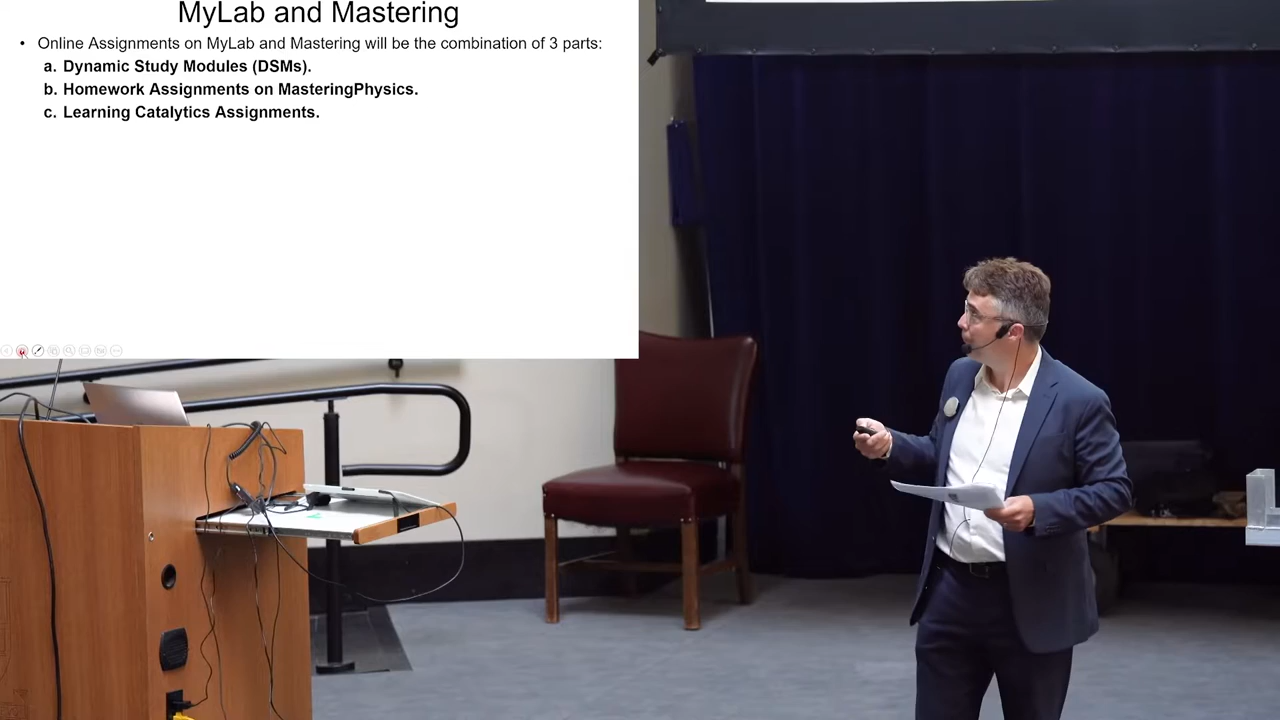 MyLab and Mastering
• Online Assignments on MyLab and Mastering will be the combination of 3 parts:
a. Dynamic Study Modules (DSMs).
b. Homework Assignments on MasteringPhysics.
c. Learning Catalytics Assignments.